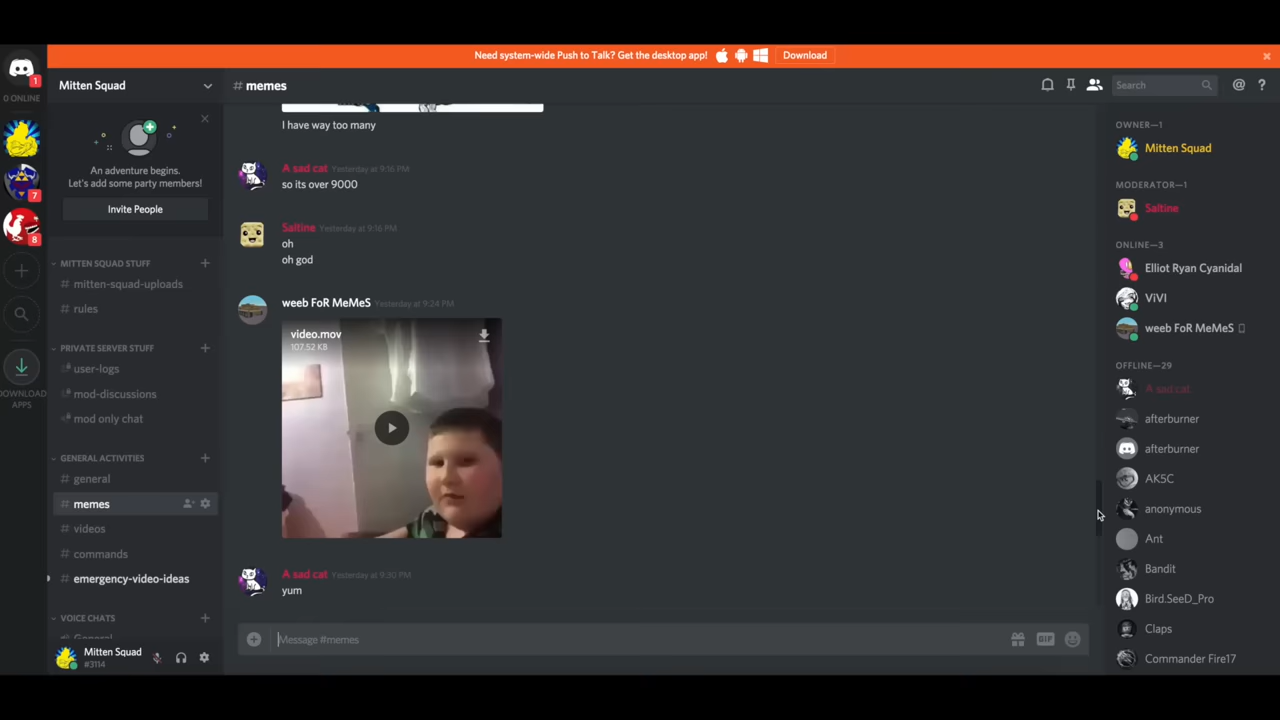 Need system-wide Push to Talk? Get the desktop app!
Download
1
0 ONLINE
7
8
DOWNLOAD
APPS
Mitten Squad
An adventure begins.
Let's add some party members!
Invite People
MITTEN SQUAD STUFF
# mitten-squad-uploads
# rules
PRIVATE SERVER STUFF
user-logs
mod-discussions
mod only chat
GENERAL ACTIVITIES
# general
# memes
# videos
# commands
# emergency-video-ideas
VOICE CHATS
General
Mitten Squad
#3114
# memes
Search
@ ?
I have way too many
A sad cat Yesterday at 9:16 PM
so its over 9000
Saltine Yesterday at 9:16 PM
oh
oh god
weeb FoR MeMeS Yesterday at 9:24 PM
video.mov
107.52 KB
A sad cat Yesterday at 9:30 PM
yum
Message #memes
GIF
OWNER—1
Mitten Squad
MODERATOR—1
Saltine
ONLINE—3
Elliot Ryan Cyanidal
ViVI
weeb FoR MeMeS
OFFLINE—29
A sad cat
afterburner
afterburner
AK5C
anonymous
Ant
Bandit
Bird.SeeD_Pro
Claps
Commander Fire17